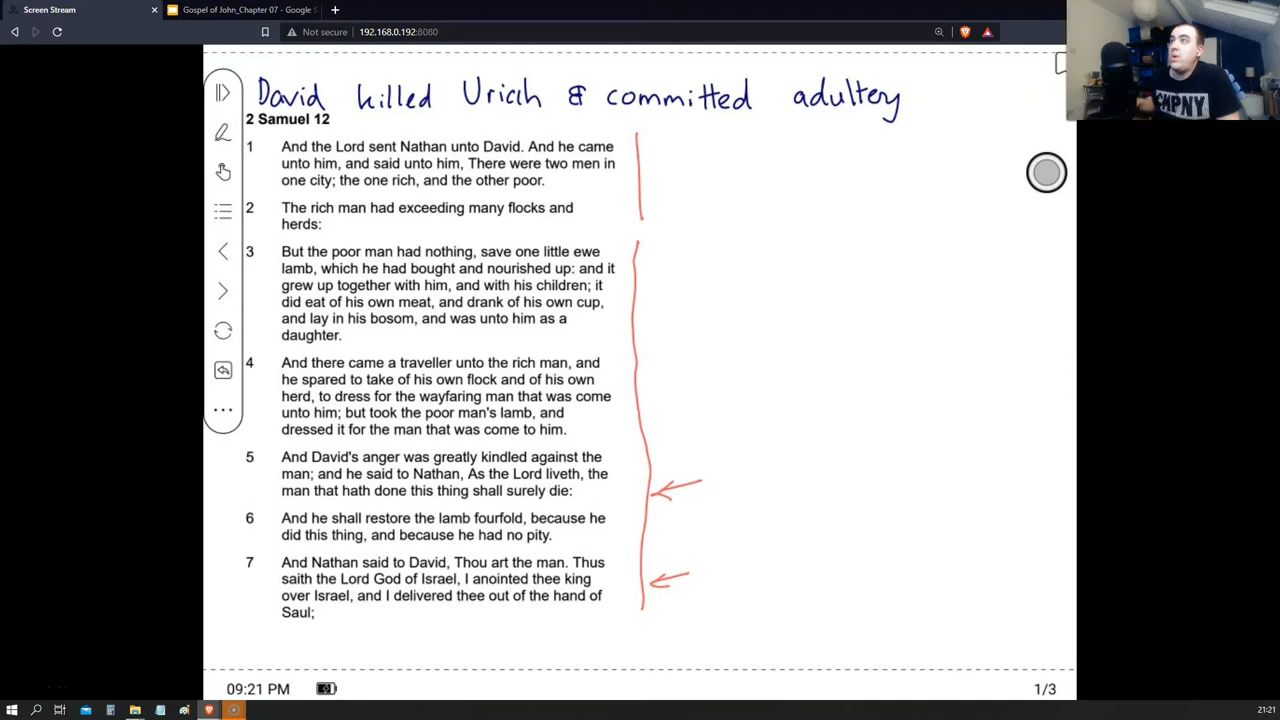 Screen Stream
Gospel of John_Chapter 07 - Google S
Not secure
192.168.0.192:8080
David killed Uriah & committed adultery
2 Samuel 12
1 And the Lord sent Nathan unto David. And he came
unto him, and said unto him, There were two men in
one city; the one rich, and the other poor.
2 The rich man had exceeding many flocks and
herds:
3 But the poor man had nothing, save one little ewe
lamb, which he had bought and nourished up: and it
grew up together with him, and with his children; it
did eat of his own meat, and drank of his own cup,
and lay in his bosom, and was unto him as a
daughter.
4 And there came a traveller unto the rich man, and
he spared to take of his own flock and of his own
herd, to dress for the wayfaring man that was come
unto him; but took the poor man's lamb, and
dressed it for the man that was come to him.
5 And David's anger was greatly kindled against the
man; and he said to Nathan, As the Lord liveth, the
man that hath done this thing shall surely die:
6 And he shall restore the lamb fourfold, because he
did this thing, and because he had no pity.
7 And Nathan said to David, Thou art the man. Thus
saith the Lord God of Israel, I anointed thee king
over Israel, and I delivered thee out of the hand of
Saul;
09:21 PM
1/3
21:21